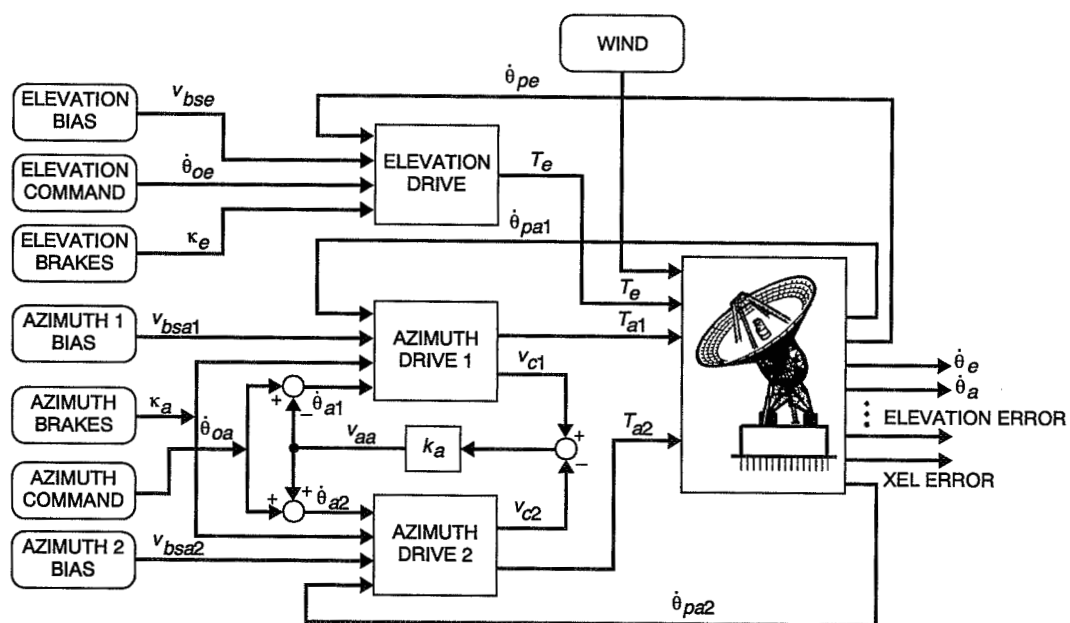 WIND
θ̇pe
ELEVATION
BIAS
vbse
ELEVATION
COMMAND
θ̇oe
ELEVATION
DRIVE
Te
ELEVATION
BRAKES
κe
θ̇pa1
Te
AZIMUTH 1
BIAS
vbsa1
AZIMUTH
DRIVE 1
Ta1
vc1
AZIMUTH
BRAKES
κa
θ̇oa
+
−
θ̇a1
θ̇e
θ̇a
ELEVATION ERROR
vaa
ka
+
−
Ta2
XEL ERROR
AZIMUTH
COMMAND
+
+
θ̇a2
AZIMUTH
DRIVE 2
vc2
AZIMUTH 2
BIAS
vbsa2
θ̇pa2